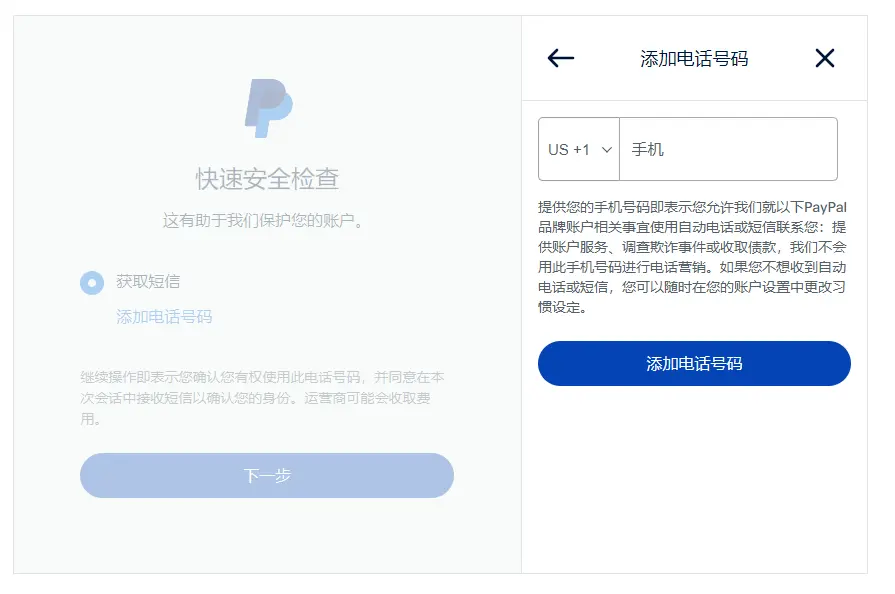 快速安全检查
这有助于我们保护您的账户。
获取短信
添加电话号码
继续操作即表示您确认您有权使用此电话号码，并同意在本
次会话中接收短信以确认您的身份。运营商可能会收取费
用。
下一步
添加电话号码
US +1
手机
提供您的手机号码即表示您允许我们就以下PayPal
品牌账户相关事宜使用自动电话或短信联系您：提
供账户服务、调查欺诈事件或收取债款，我们不会
用此手机号码进行电话营销。如果您不想收到自动
电话或短信，您可以随时在您的账户设置中更改习
惯设定。
添加电话号码